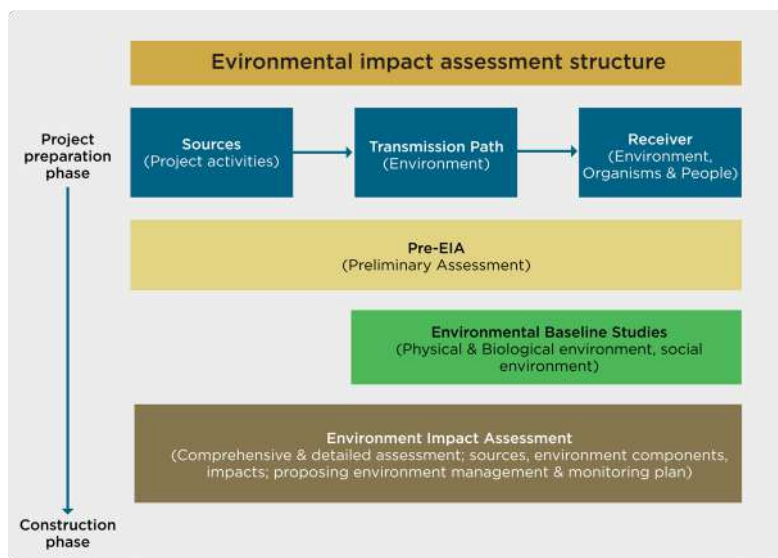 Evironmental impact assessment structure
Project
preparation
phase
Sources
(Project activities)
Transmission Path
(Environment)
Receiver
(Environment,
Organisms & People)
Pre-EIA
(Preliminary Assessment)
Environmental Baseline Studies
(Physical & Biological environment, social
environment)
Environment Impact Assessment
(Comprehensive & detailed assessment; sources, environment components,
impacts; proposing environment management & monitoring plan)
Construction
phase